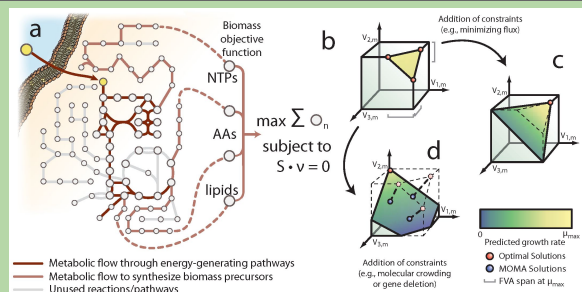 a
Biomass
objective
function
NTPs
AAs
lipids
max ∑ ○n
subject to
S • v = 0
Metabolic flow through energy-generating pathways
Metabolic flow to synthesize biomass precursors
Unused reactions/pathways
b
V2,m
V1,m
V3,m
Addition of constraints
(e.g., minimizing flux)
c
V2,m
V1,m
V3,m
d
V2,m
V1,m
V3,m
Addition of constraints
(e.g., molecular crowding
or gene deletion)
0
μmax
Predicted growth rate
Optimal Solutions
MOMA Solutions
FVA span at μmax